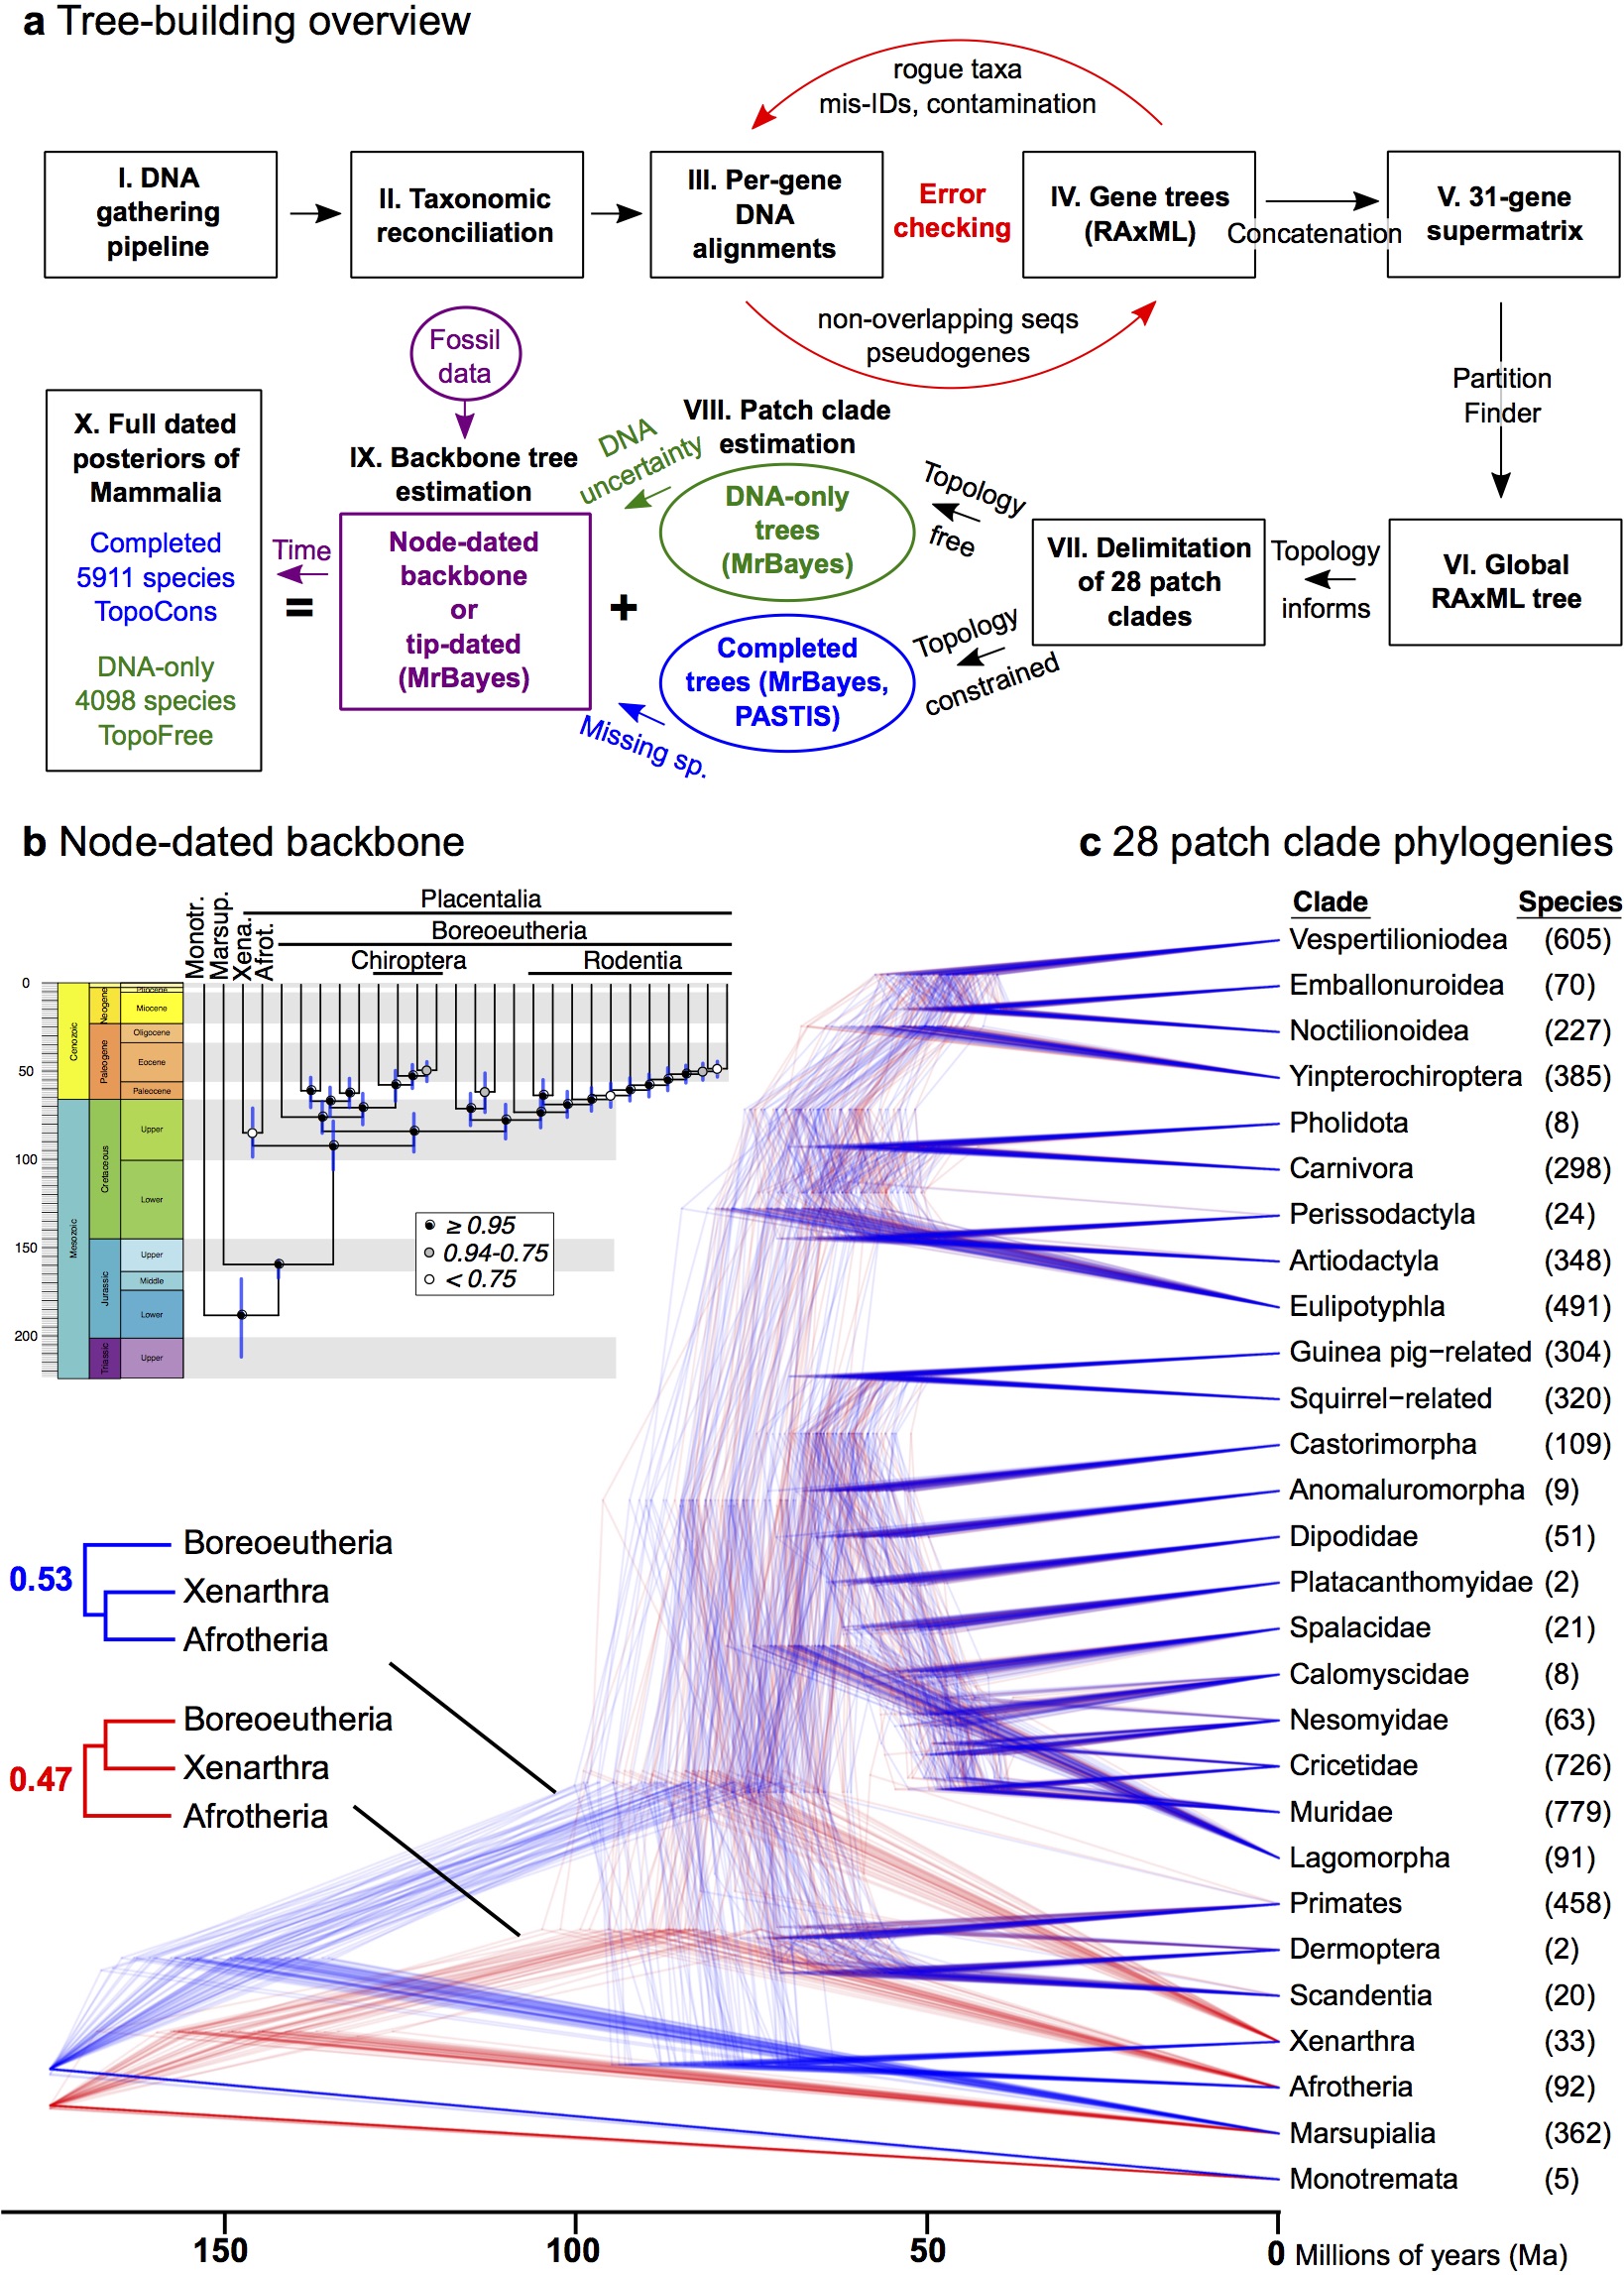 a Tree-building overview
rogue taxa
mis-IDs, contamination
I. DNA
gathering
pipeline
II. Taxonomic
reconciliation
III. Per-gene
DNA
alignments
Error
checking
IV. Gene trees
(RAxML)
Concatenation
V. 31-gene
supermatrix
non-overlapping seqs
pseudogenes
Partition
Finder
Fossil
data
X. Full dated
posteriors of
Mammalia
Completed
5911 species
TopoCons
DNA-only
4098 species
TopoFree
Time
=
IX. Backbone tree
estimation
Node-dated
backbone
or
tip-dated
(MrBayes)
+
DNA
uncertainty
Missing sp.
VIII. Patch clade
estimation
DNA-only
trees
(MrBayes)
Completed
trees (MrBayes,
PASTIS)
Topology
free
Topology
constrained
VII. Delimitation
of 28 patch
clades
Topology
informs
VI. Global
RAxML tree
b Node-dated backbone
Monotr.
Marsup.
Xena.
Afrot.
Placentalia
Boreoeutheria
Chiroptera
Rodentia
0
50
100
150
200
Cenozoic
Mesozoic
Neogene
Paleogene
Cretaceous
Jurassic
Triassic
Pliocene
Miocene
Oligocene
Eocene
Paleocene
Upper
Lower
Upper
Middle
Lower
Upper
≥ 0.95
0.94-0.75
< 0.75
c 28 patch clade phylogenies
Clade Species
Vespertilioniodea (605)
Emballonuroidea (70)
Noctilionoidea (227)
Yinpterochiroptera (385)
Pholidota (8)
Carnivora (298)
Perissodactyla (24)
Artiodactyla (348)
Eulipotyphla (491)
Guinea pig−related (304)
Squirrel−related (320)
Castorimorpha (109)
Anomaluromorpha (9)
Dipodidae (51)
Platacanthomyidae (2)
Spalacidae (21)
Calomyscidae (8)
Nesomyidae (63)
Cricetidae (726)
Muridae (779)
Lagomorpha (91)
Primates (458)
Dermoptera (2)
Scandentia (20)
Xenarthra (33)
Afrotheria (92)
Marsupialia (362)
Monotremata (5)
0.53
Boreoeutheria
Xenarthra
Afrotheria
0.47
Boreoeutheria
Xenarthra
Afrotheria
150 100 50 0 Millions of years (Ma)